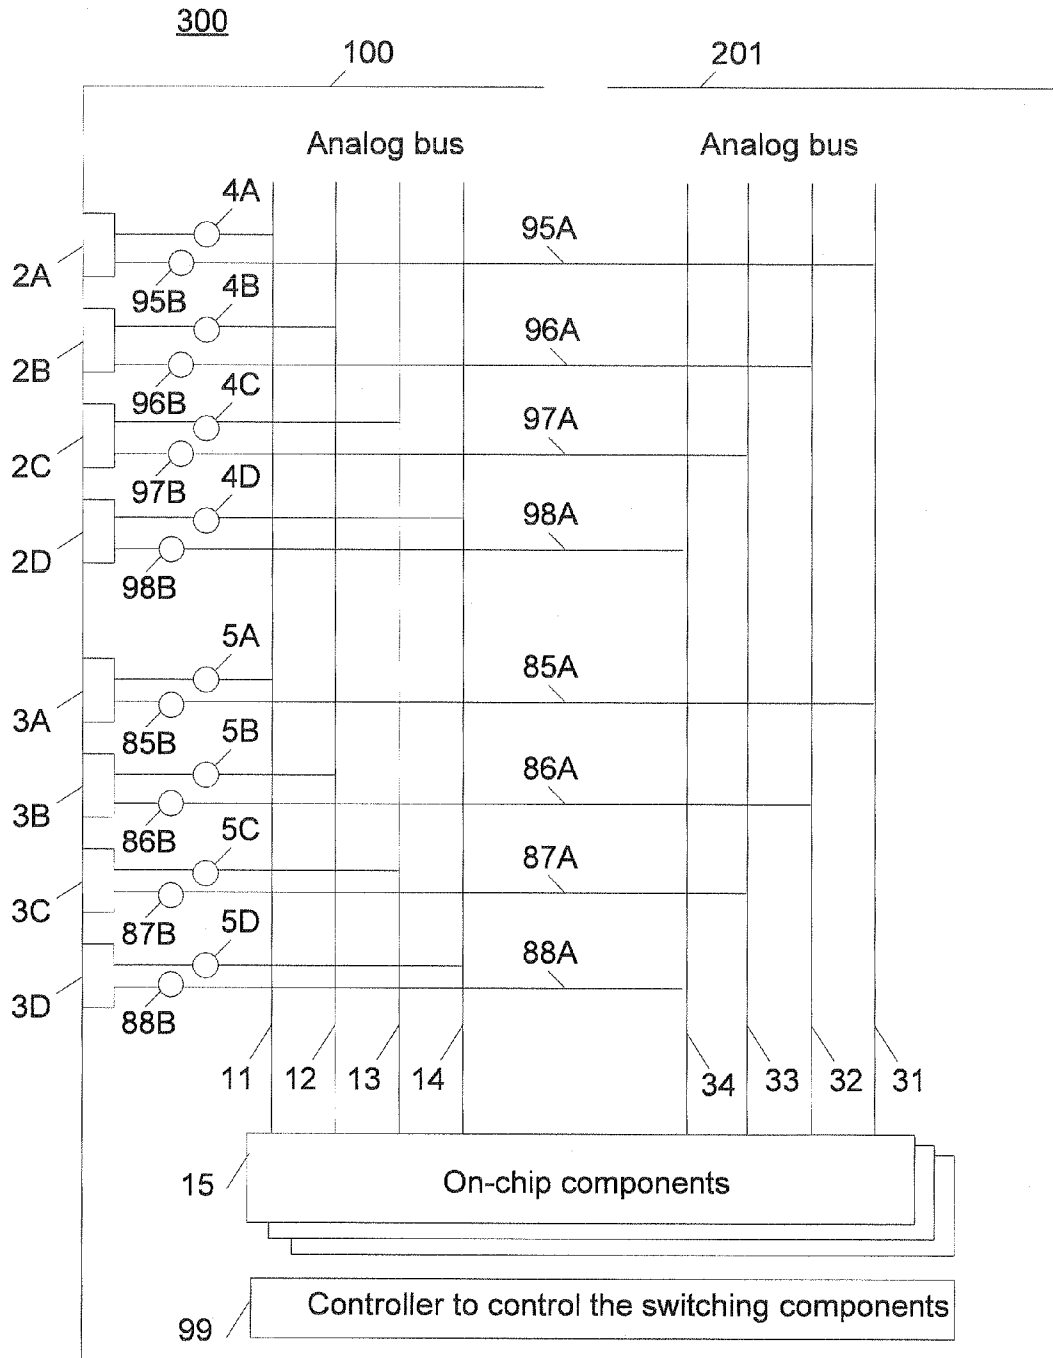 300
100
201
Analog bus
Analog bus
4A
95A
2A
95B
4B
96A
2B
96B
4C
97A
2C
97B
4D
98A
2D
98B
5A
85A
3A
85B
5B
86A
3B
86B
5C
87A
3C
87B
5D
88A
3D
88B
11
12
13
14
34
33
32
31
15
On-chip components
Controller to control the switching components
99